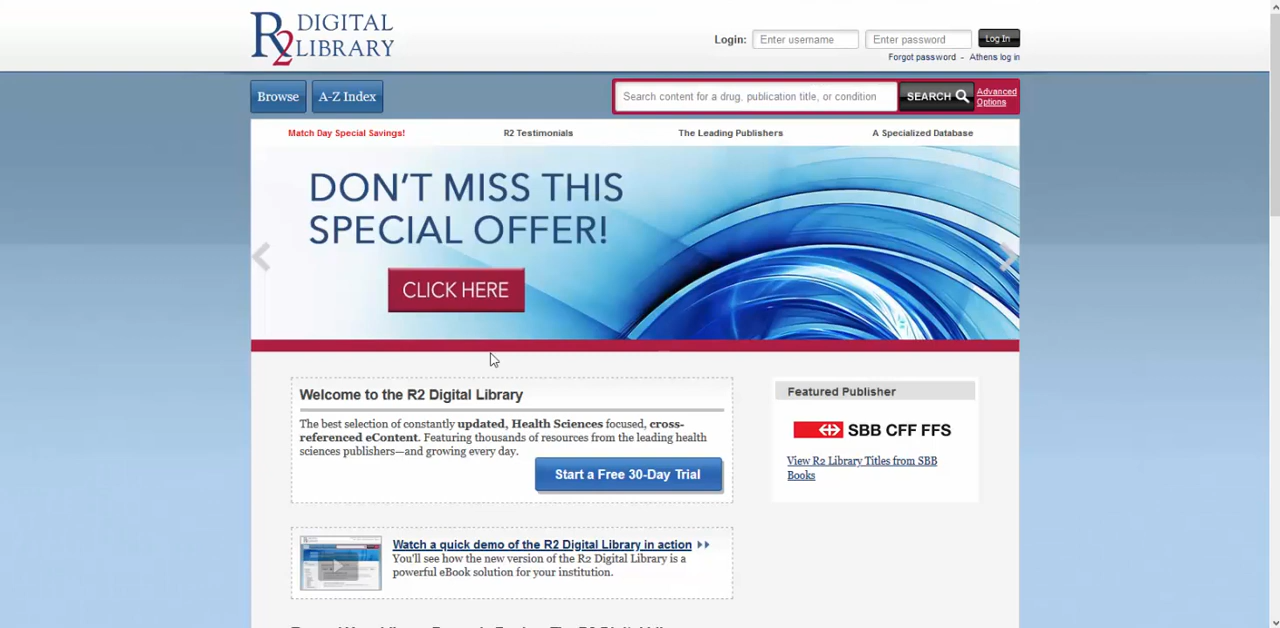 R2 DIGITAL LIBRARY
Login: Enter username Enter password Log In
Forgot password - Athens log in
Browse A-Z Index Search content for a drug, publication title, or condition SEARCH Advanced Options
Match Day Special Savings! R2 Testimonials The Leading Publishers A Specialized Database
DON'T MISS THIS
SPECIAL OFFER!
CLICK HERE
Welcome to the R2 Digital Library
The best selection of constantly updated, Health Sciences focused, cross-
referenced eContent. Featuring thousands of resources from the leading health
sciences publishers—and growing every day.
Start a Free 30-Day Trial
Featured Publisher
SBB CFF FFS
View R2 Library Titles from SBB
Books
Watch a quick demo of the R2 Digital Library in action
You'll see how the new version of the R2 Digital Library is a
powerful eBook solution for your institution.